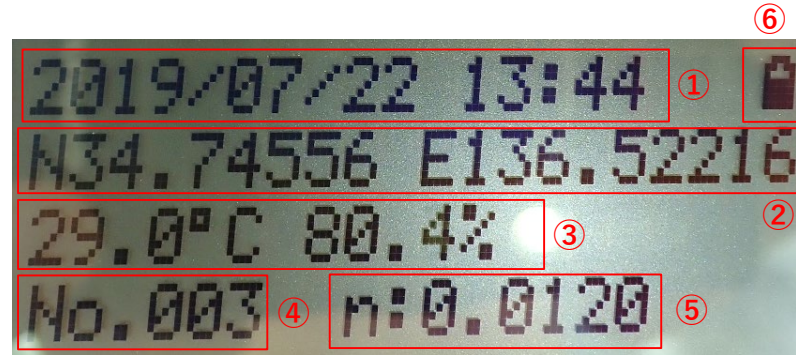 ⑥
2019/07/22 13:44 ①
N34.74556 E136.52216
②
29.0°C 80.4% ③
No.003 ④ n:0.0120 ⑤